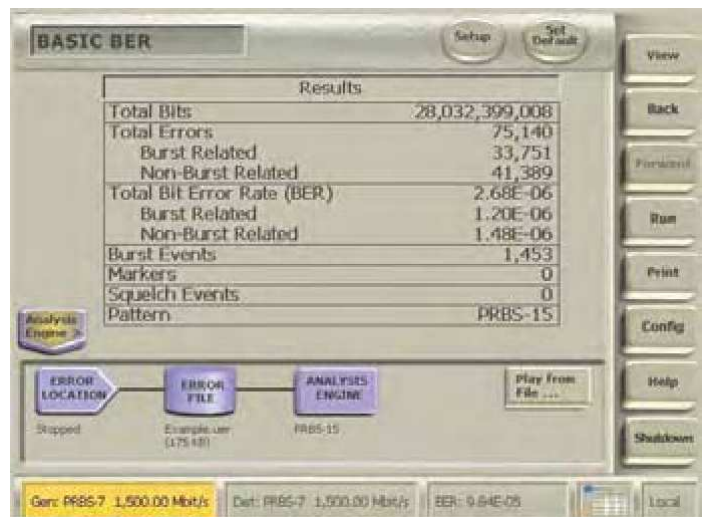 BASIC BER
Setup
Set Default
View
Back
Forward
Run
Print
Config
Help
Shutdown
Results
Total Bits 28,032,399,008
Total Errors 75,140
Burst Related 33,751
Non-Burst Related 41,389
Total Bit Error Rate (BER) 2.68E-06
Burst Related 1.20E-06
Non-Burst Related 1.48E-06
Burst Events 1,453
Markers 0
Squelch Events 0
Pattern PRBS-15
Analysis
Engine >
ERROR
LOCATION
ERROR
FILE
ANALYSIS
ENGINE
Play from
File ...
Stopped
Example.uer
(175 kB)
PRBS-15
Gen: PRBS-7 1,500.00 Mbit/s
Det: PRBS-7 1,500.00 Mbit/s
BER: 9.84E-05
Local